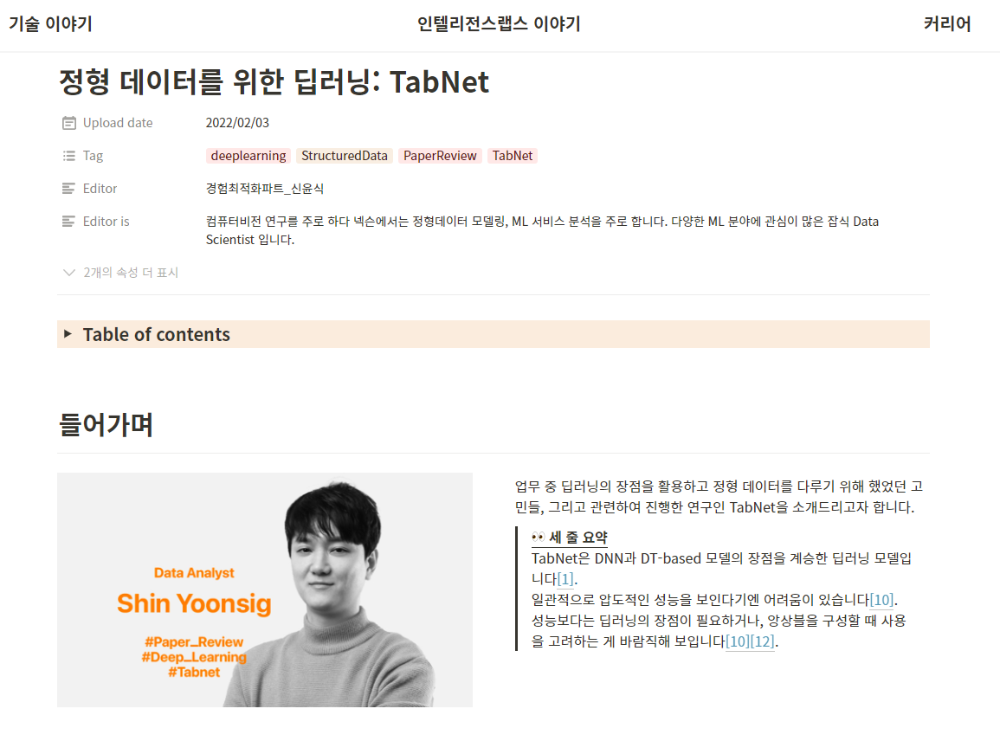 기술 이야기
인텔리전스랩스 이야기
커리어
정형 데이터를 위한 딥러닝: TabNet
Upload date 2022/02/03
Tag deeplearning StructuredData PaperReview TabNet
Editor 경험최적화파트_신윤식
Editor is 컴퓨터비전 연구를 주로 하다 넥슨에서는 정형데이터 모델링, ML 서비스 분석을 주로 합니다. 다양한 ML 분야에 관심이 많은 잡식 Data
Scientist 입니다.
2개의 속성 더 표시
Table of contents
들어가며
Data Analyst
Shin Yoonsig
#Paper_Review
#Deep_Learning
#Tabnet
업무 중 딥러닝의 장점을 활용하고 정형 데이터를 다루기 위해 했었던 고
민들, 그리고 관련하여 진행한 연구인 TabNet을 소개드리고자 합니다.
👀 세 줄 요약
TabNet은 DNN과 DT-based 모델의 장점을 계승한 딥러닝 모델입
니다[1].
일관적으로 압도적인 성능을 보인다기엔 어려움이 있습니다[10].
성능보다는 딥러닝의 장점이 필요하거나, 앙상블을 구성할 때 사용
을 고려하는 게 바람직해 보입니다[10][12].